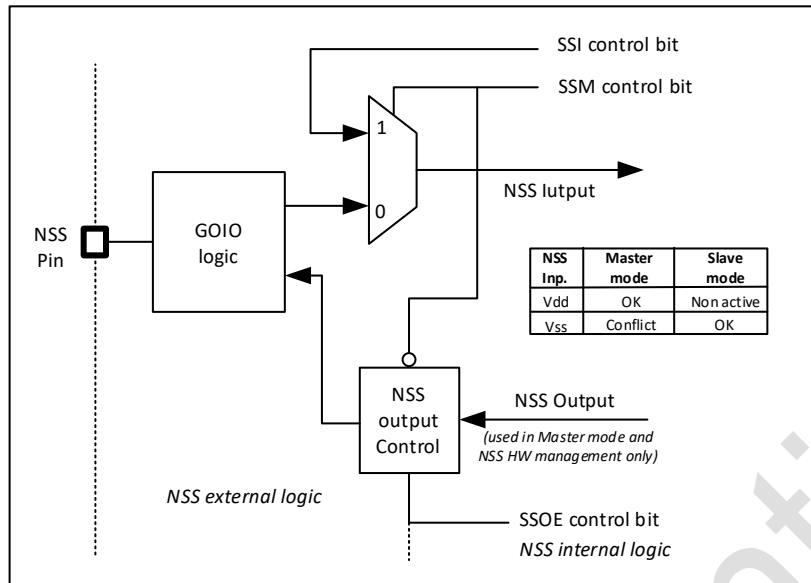 SSI control bit
SSM control bit
1
NSS Iutput
0
NSS
Pin
GOIO
logic
NSS
Inp.
Master
mode
Slave
mode
Vdd
OK
Non active
Vss
Conflict
OK
NSS
output
Control
NSS Output
(used in Master mode and
NSS HW management only)
NSS external logic
SSOE control bit
NSS internal logic